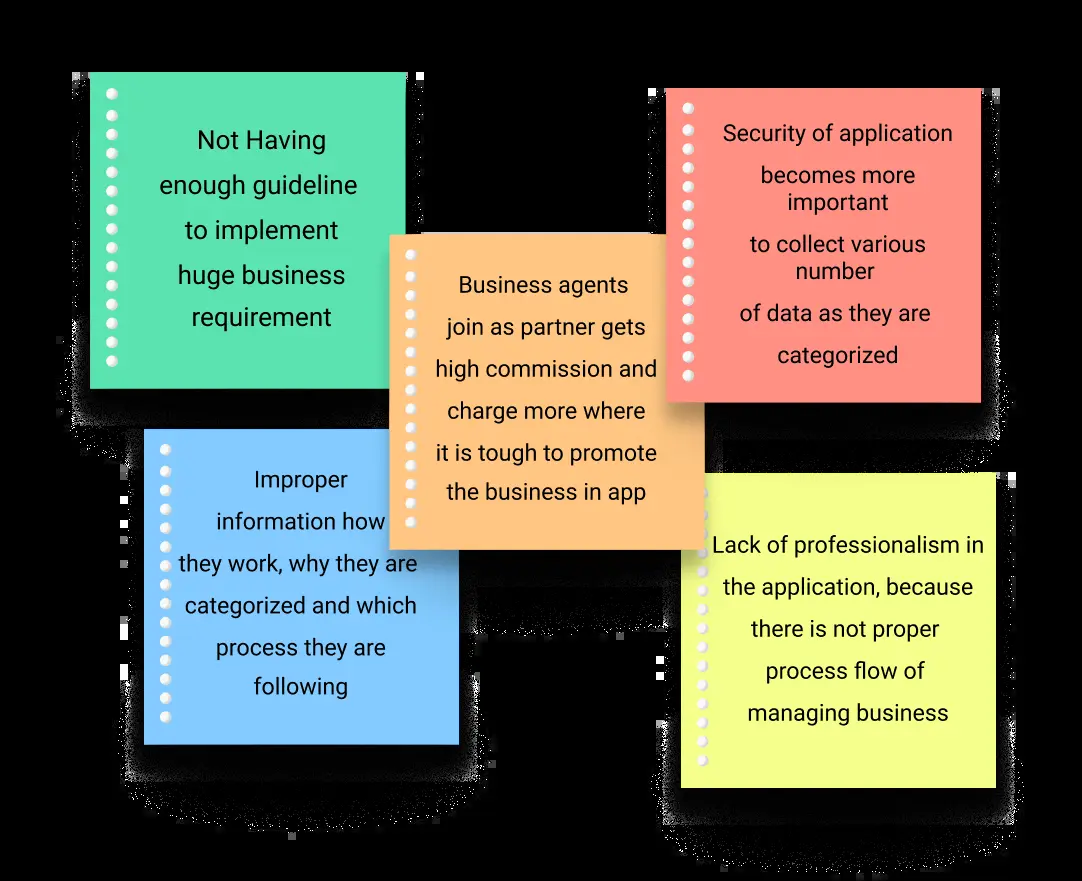 Not Having
enough guideline
to implement
huge business
requirement
Security of application
becomes more
important
to collect various
number
of data as they are
categorized
Business agents
join as partner gets
high commission and
charge more where
it is tough to promote
the business in app
Improper
information how
they work, why they are
categorized and which
process they are
following
Lack of professionalism in
the application, because
there is not proper
process flow of
managing business